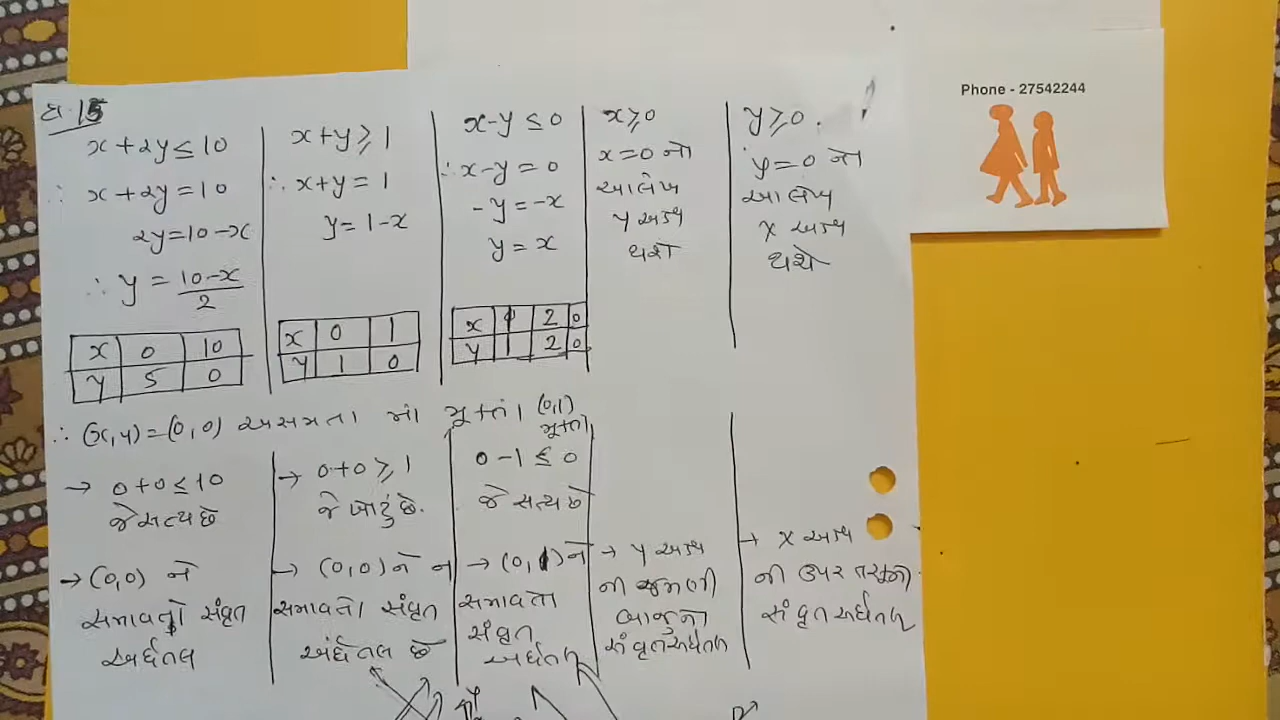 દા.15
x+2y≤10
∴ x+2y=10
2y=10-x
∴ y = 10-x / 2
x 0 10
y 5 0
x+y≥1
∴ x+y=1
y=1-x
x 0 1
y 1 0
x-y≤0
∴ x-y=0
-y=-x
y=x
x 1 2 0
y 1 2 0
x≥0
x=0 નો
આલેખ
y અક્ષ
થશે
y≥0.
y=0 નો
આલેખ
x અક્ષ
થશે
∴ (x,y)=(0,0) અસમતા માં મૂકતાં (0,1)
મૂકતાં
→ 0+0≤10
જે સત્ય છે
→ (0,0) ને
સમાવતો સંવૃત
અર્ધતલ
→ 0+0≥1
જે ખોટું છે.
→ (0,0) ને ન
સમાવતો સંવૃત
અર્ધતલ છે
0-1≤0
જે સત્ય છે
→ (0,1) ને
સમાવતો
સંવૃત
અર્ધતલ
→ y અક્ષ
ની જમણી
બાજુનો
સંવૃત અર્ધતલ
→ x અક્ષ
ની ઉપર તરફનો
સંવૃત અર્ધતલ
y
Phone - 27542244